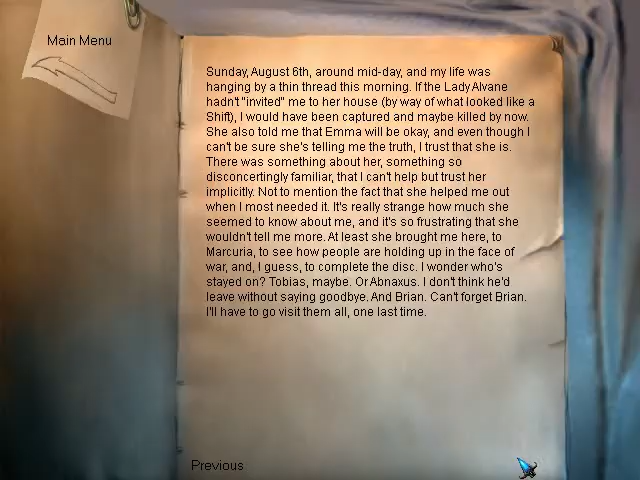 Main Menu
Sunday, August 6th, around mid-day, and my life was
hanging by a thin thread this morning. If the Lady Alvane
hadn't "invited" me to her house (by way of what looked like a
Shift), I would have been captured and maybe killed by now.
She also told me that Emma will be okay, and even though I
can't be sure she's telling me the truth, I trust that she is.
There was something about her, something so
disconcertingly familiar, that I can't help but trust her
implicitly. Not to mention the fact that she helped me out
when I most needed it. It's really strange how much she
seemed to know about me, and it's so frustrating that she
wouldn't tell me more. At least she brought me here, to
Marcuria, to see how people are holding up in the face of
war, and, I guess, to complete the disc. I wonder who's
stayed on? Tobias, maybe. Or Abnaxus. I don't think he'd
leave without saying goodbye. And Brian. Can't forget Brian.
I'll have to go visit them all, one last time.
Previous